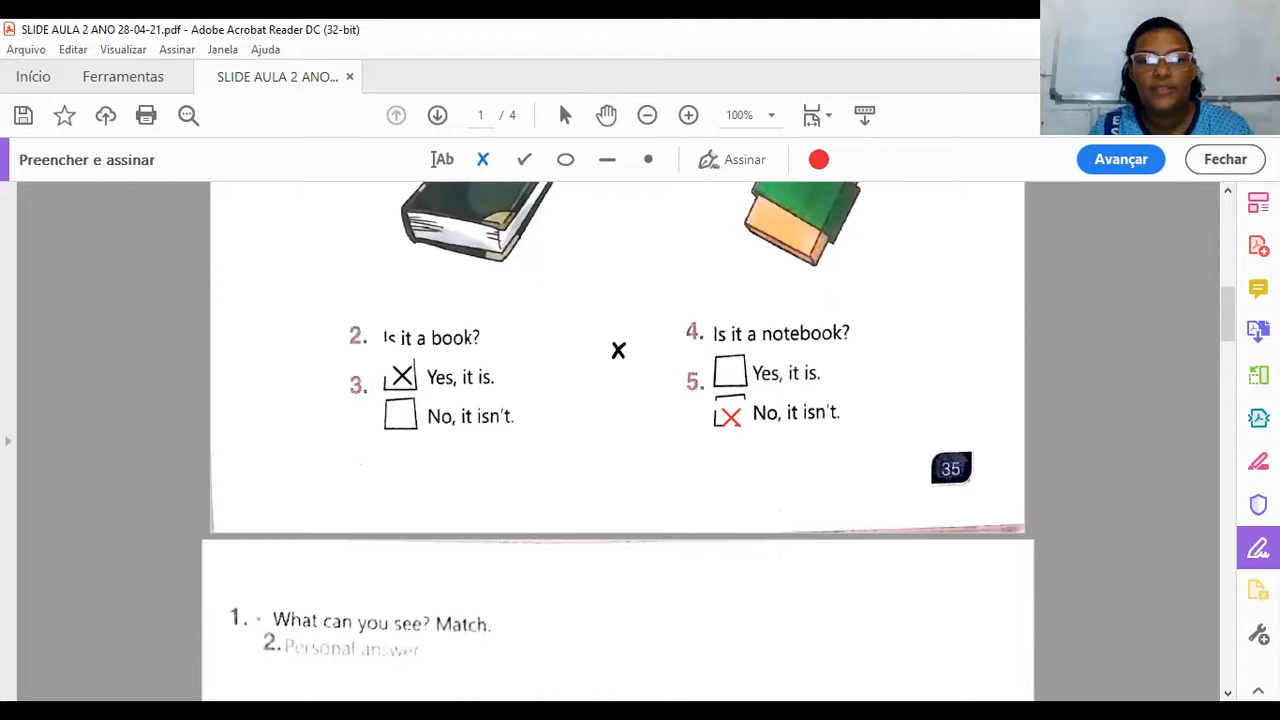 SLIDE AULA 2 ANO 28-04-21.pdf - Adobe Acrobat Reader DC (32-bit)
Arquivo Editar Visualizar Assinar Janela Ajuda
Início Ferramentas SLIDE AULA 2 ANO... ×
1 / 4 100%
Preencher e assinar Ab Assinar Avançar Fechar
2. Is it a book?
3. X Yes, it is.
No, it isn't.
X
4. Is it a notebook?
5. Yes, it is.
X No, it isn't.
35
1. What can you see? Match.
2. Personal answer